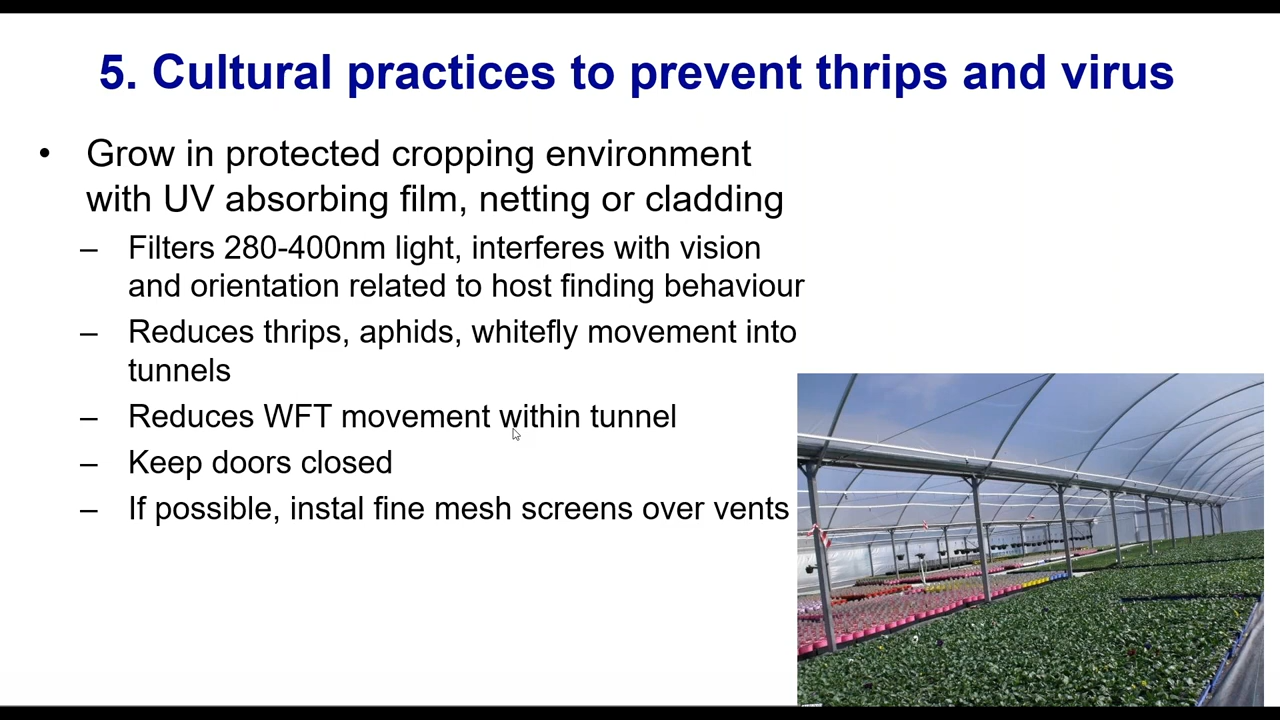 5. Cultural practices to prevent thrips and virus
• Grow in protected cropping environment
with UV absorbing film, netting or cladding
– Filters 280-400nm light, interferes with vision
and orientation related to host finding behaviour
– Reduces thrips, aphids, whitefly movement into
tunnels
– Reduces WFT movement within tunnel
– Keep doors closed
– If possible, instal fine mesh screens over vents